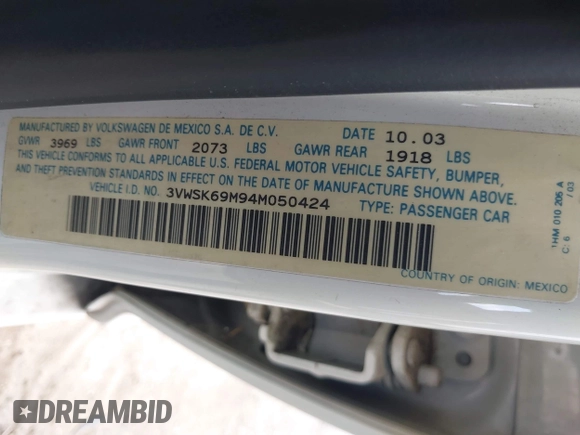 MANUFACTURED BY VOLKSWAGEN DE MEXICO S.A. DE C.V. DATE 10.03
GVWR 3969 LBS GAWR FRONT 2073 LBS GAWR REAR 1918 LBS
THIS VEHICLE CONFORMS TO ALL APPLICABLE U.S. FEDERAL MOTOR VEHICLE SAFETY, BUMPER,
AND THEFT PREVENTION STANDARDS IN EFFECT ON THE DATE OF MANUFACTURE SHOWN ABOVE.
VEHICLE I.D. NO. 3VWSK69M94M050424 TYPE: PASSENGER CAR
COUNTRY OF ORIGIN: MEXICO
1HM 010 205 A
C: 6 / 03
DREAMBID